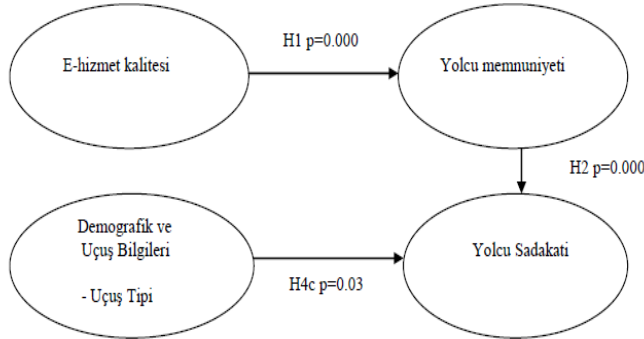 H1 p=0.000
E-hizmet kalitesi
Yolcu memnuniyeti
H2 p=0.000
Demografik ve
Uçuş Bilgileri
- Uçuş Tipi
H4c p=0.03
Yolcu Sadakati